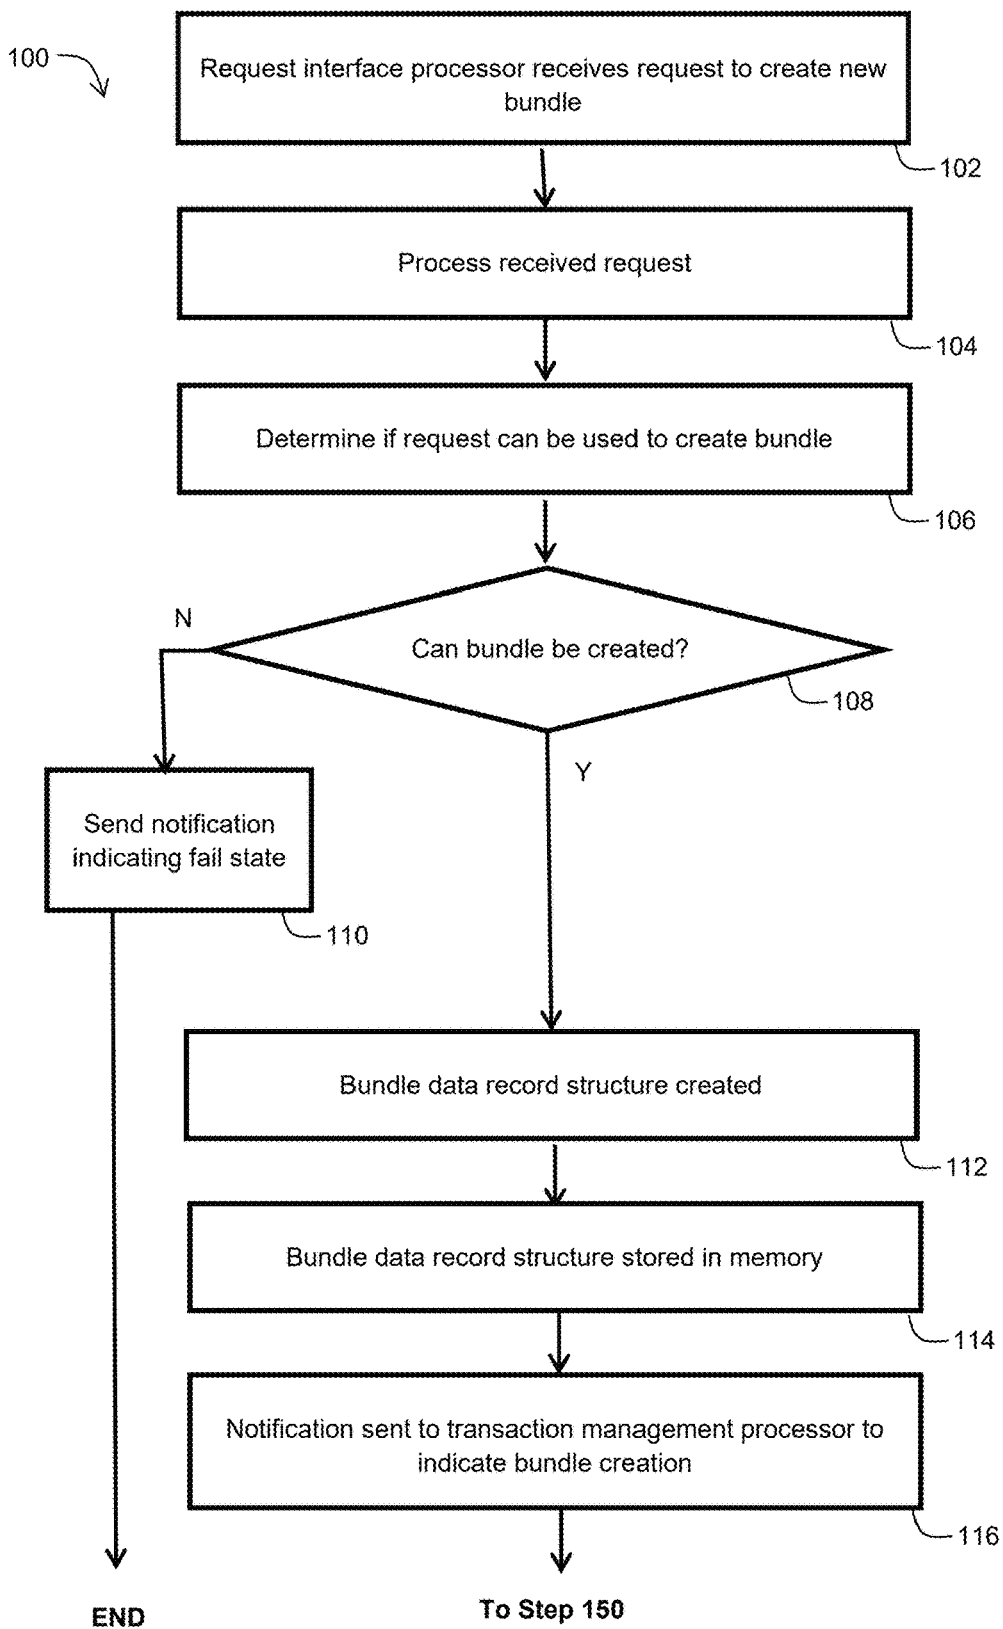 100
Request interface processor receives request to create new
bundle
102
Process received request
104
Determine if request can be used to create bundle
106
N
Can bundle be created?
108
Y
Send notification
indicating fail state
110
Bundle data record structure created
112
Bundle data record structure stored in memory
114
Notification sent to transaction management processor to
indicate bundle creation
116
END
To Step 150